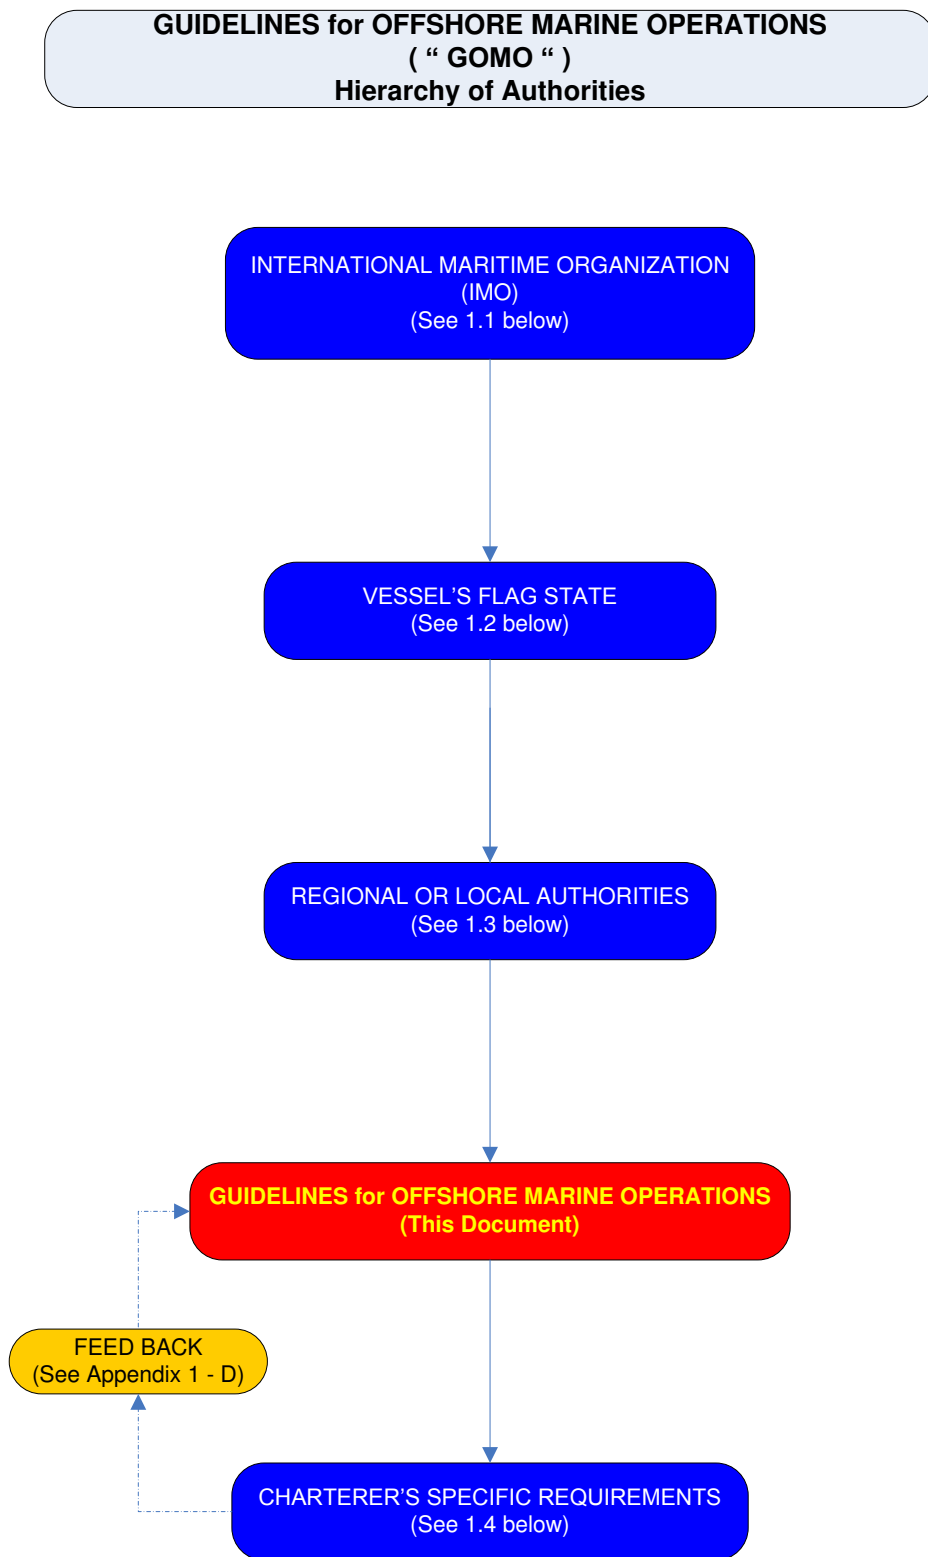 GUIDELINES for OFFSHORE MARINE OPERATIONS
( “ GOMO “ )
Hierarchy of Authorities
INTERNATIONAL MARITIME ORGANIZATION
(IMO)
(See 1.1 below)
VESSEL’S FLAG STATE
(See 1.2 below)
REGIONAL OR LOCAL AUTHORITIES
(See 1.3 below)
GUIDELINES for OFFSHORE MARINE OPERATIONS
(This Document)
FEED BACK
(See Appendix 1 - D)
CHARTERER’S SPECIFIC REQUIREMENTS
(See 1.4 below)